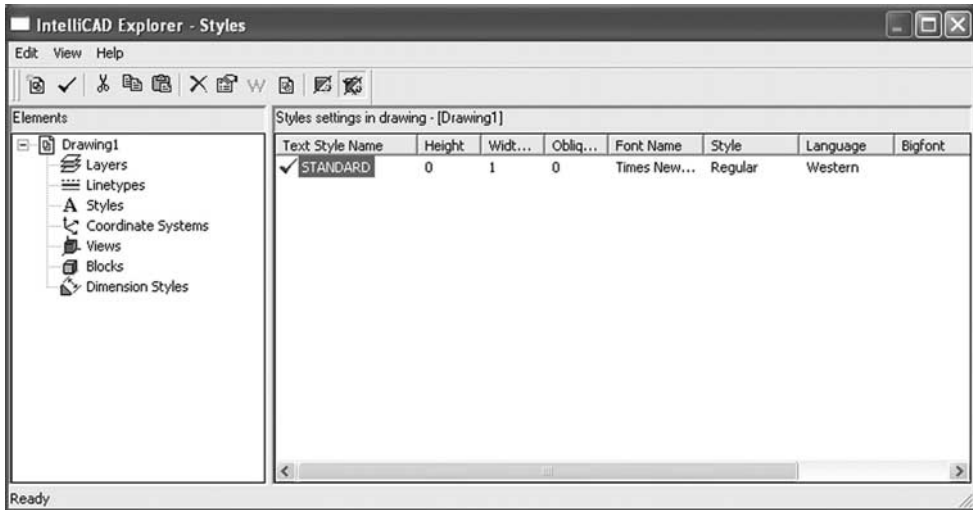 IntelliCAD Explorer - Styles
Edit View Help
Elements
Drawing1
Layers
Linetypes
A Styles
Coordinate Systems
Views
Blocks
Dimension Styles
Styles settings in drawing - [Drawing1]
Text Style Name Height Widt... Obliq... Font Name Style Language Bigfont
STANDARD 0 1 0 Times New... Regular Western
Ready